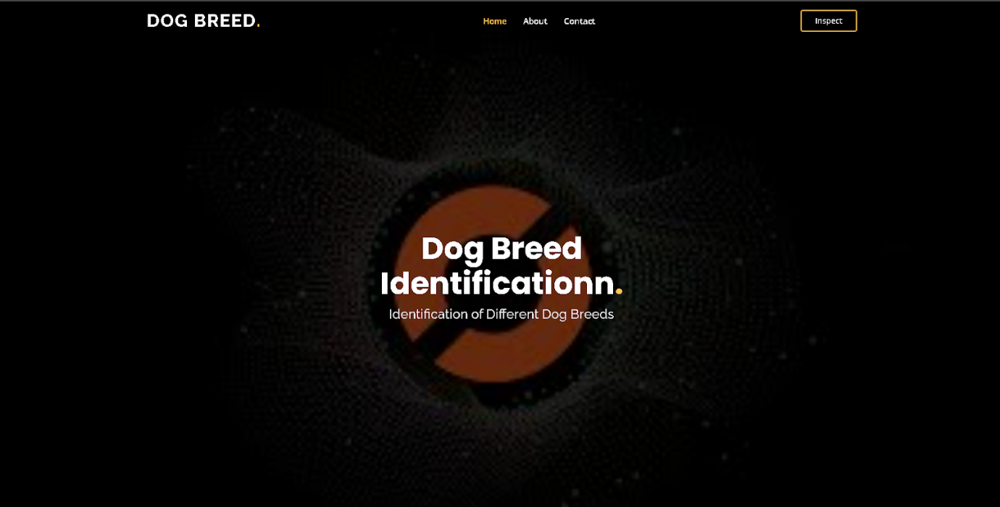 DOG BREED.
Home
About
Contact
Inspect
Dog Breed
Identificationn.
Identification of Different Dog Breeds